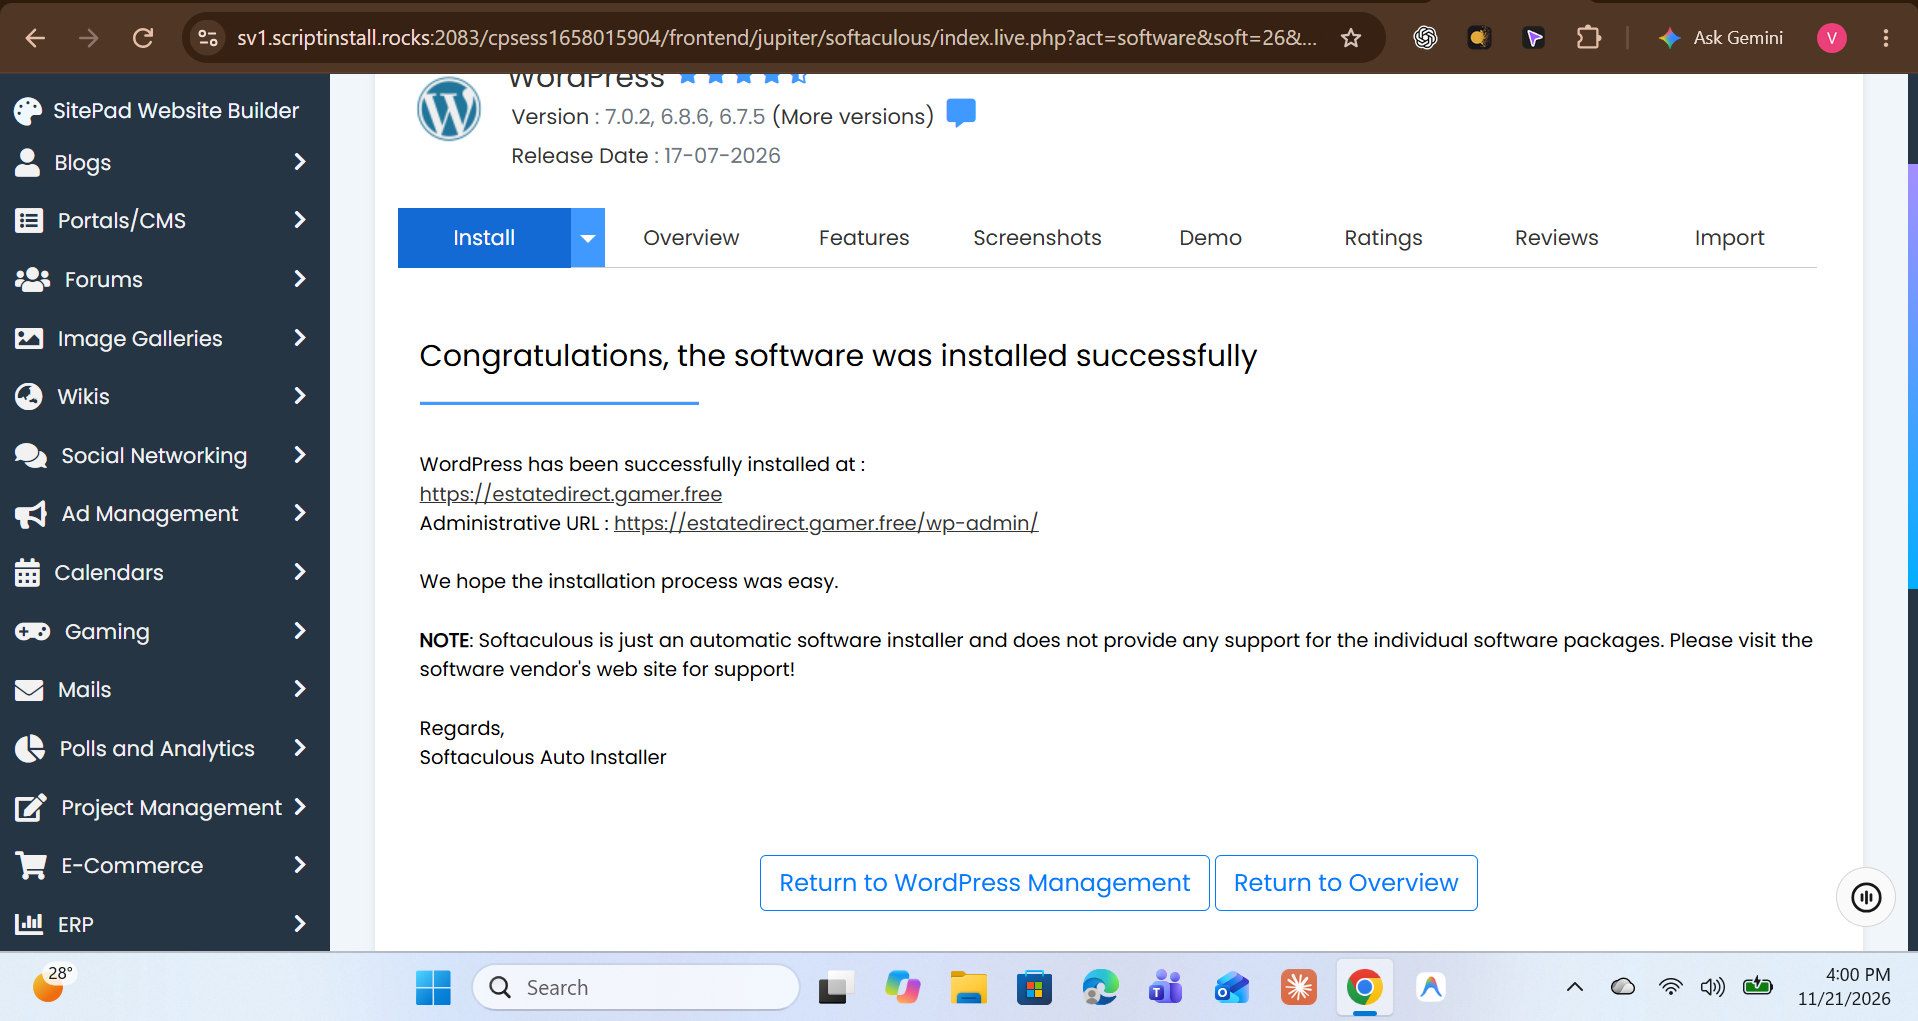 sv1.scriptinstall.rocks:2083/cpsess1658015904/frontend/jupiter/softaculous/index.live.php?act=software&soft=26&...
Ask Gemini
V
SitePad Website Builder
Blogs
Portals/CMS
Forums
Image Galleries
Wikis
Social Networking
Ad Management
Calendars
Gaming
Mails
Polls and Analytics
Project Management
E-Commerce
ERP
WordPress
Version : 7.0.2, 6.8.6, 6.7.5 (More versions)
Release Date : 17-07-2026
Install
Overview
Features
Screenshots
Demo
Ratings
Reviews
Import
Congratulations, the software was installed successfully
WordPress has been successfully installed at :
https://estatedirect.gamer.free
Administrative URL : https://estatedirect.gamer.free/wp-admin/
We hope the installation process was easy.
NOTE: Softaculous is just an automatic software installer and does not provide any support for the individual software packages. Please visit the
software vendor's web site for support!
Regards,
Softaculous Auto Installer
Return to WordPress Management
Return to Overview
28°
Search
4:00 PM
11/21/2026